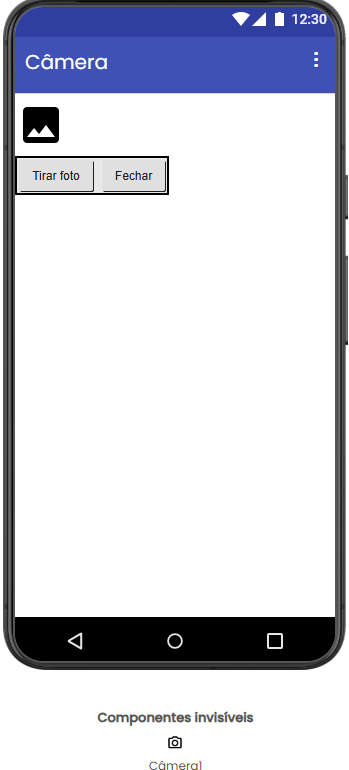 12:30
Câmera
Tirar foto Fechar
Componentes invisíveis
Câmera1